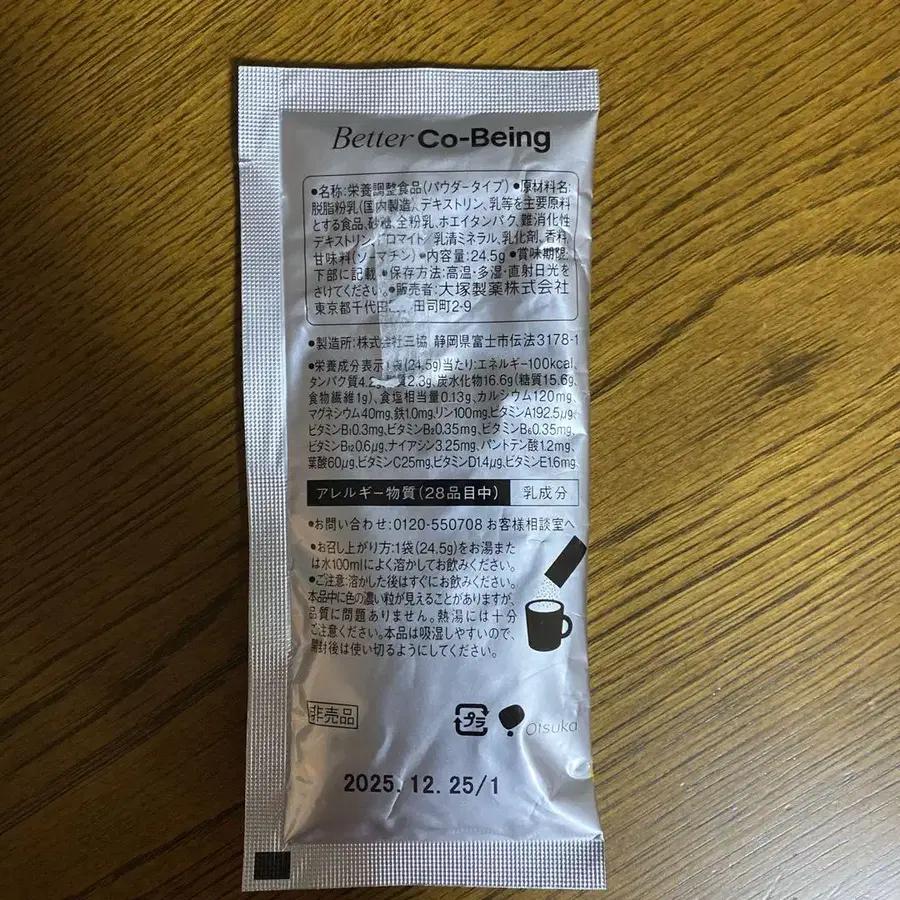 Better Co-Being
●名称:栄養調整食品(パウダータイプ)●原材料名:
脱脂粉乳(国内製造)、デキストリン、乳等を主要原料
とする食品、砂糖、全粉乳、ホエイタンパク、難消化性
デキストリン、ドロマイト/乳清ミネラル、乳化剤、香料、
甘味料(ソーマチン)●内容量:24.5g●賞味期限:
下部に記載●保存方法:高温・多湿・直射日光を
さけてください。●販売者:大塚製薬株式会社
東京都千代田 田司町2-9
●製造所:株式会社三協 静岡県富士市伝法3178-1
●栄養成分表示1袋(24.5g)当たり:エネルギー100kcal、
タンパク質4.2g、脂質2.3g、炭水化物16.6g(糖質15.6g、
食物繊維1g)、食塩相当量0.13g、カルシウム120mg、
マグネシウム40mg、鉄1.0mg、リン100mg、ビタミンA192.5μg、
ビタミンB₁0.3mg、ビタミンB₂0.35mg、ビタミンB₆0.35mg、
ビタミンB₁₂0.6μg、ナイアシン3.25mg、パントテン酸1.2mg、
葉酸60μg、ビタミンC25mg、ビタミンD1.4μg、ビタミンE1.6mg
アレルギー物質(28品目中) 乳成分
●お問い合わせ:0120-550708 お客様相談室へ
●お召し上がり方:1袋(24.5g)をお湯また
は水100mlによく溶かしてお飲みください。
●ご注意:溶かした後はすぐにお飲みください。
本品中に色の濃い粒が見えることがありますが、
品質に問題ありません。熱湯には十分
ご注意ください。本品は吸湿しやすいので、
開封後は使い切るようにしてください。
非売品
プラ
Otsuka
2025.12.25/1